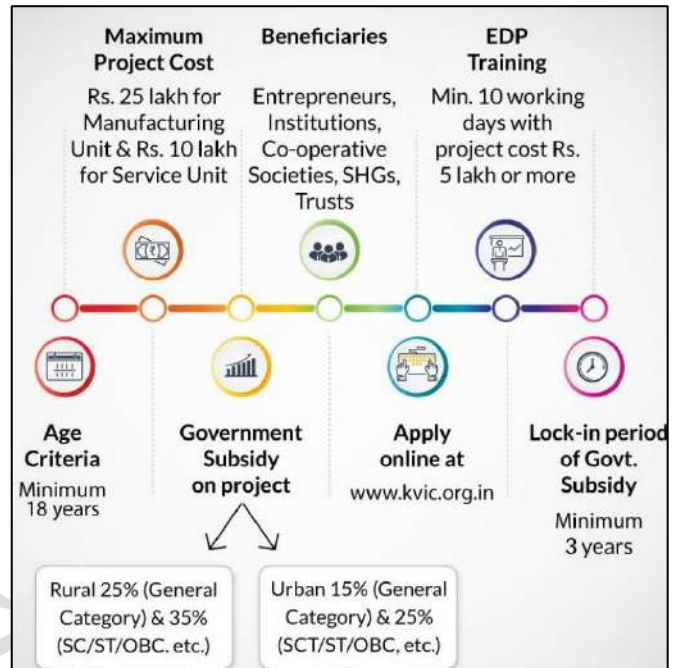 Maximum
Project Cost
Rs. 25 lakh for
Manufacturing
Unit & Rs. 10 lakh
for Service Unit
Beneficiaries
Entrepreneurs,
Institutions,
Co-operative
Societies, SHGs,
Trusts
EDP
Training
Min. 10 working
days with
project cost Rs.
5 lakh or more
Age
Criteria
Minimum
18 years
Government
Subsidy
on project
Apply
online at
www.kvic.org.in
Lock-in period
of Govt.
Subsidy
Minimum
3 years
Rural 25% (General
Category) & 35%
(SC/ST/OBC. etc.)
Urban 15% (General
Category) & 25%
(SCT/ST/OBC, etc.)